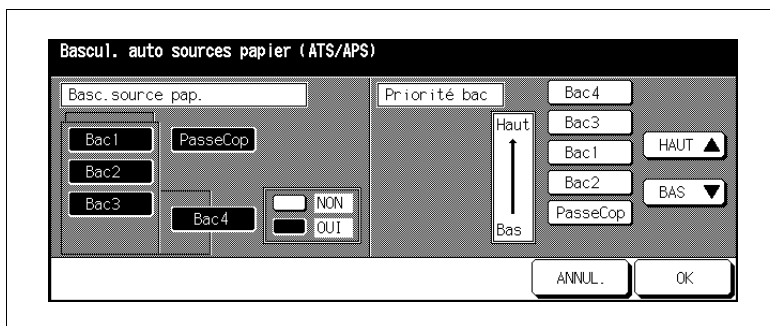 Bascul. auto sources papier (ATS/APS)
Basc.source pap.
Bac1
PasseCop
Bac2
Bac3
Bac4
NON
OUI
Priorité bac
Haut
Bas
Bac4
Bac3
Bac1
Bac2
PasseCop
HAUT
BAS
ANNUL.
OK